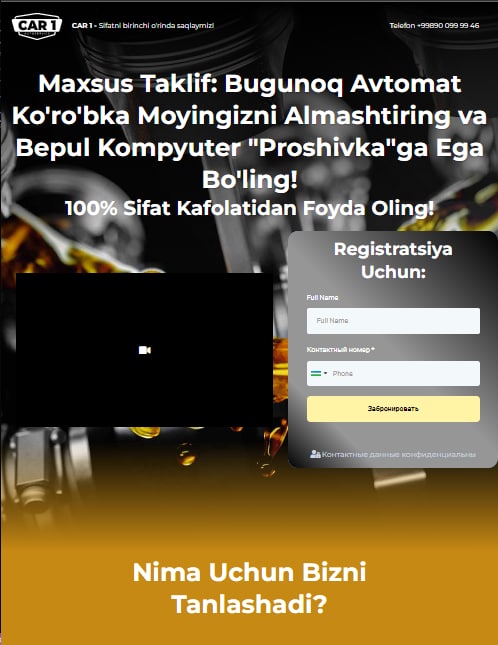 CAR 1
CAR 1 - Sifatni birinchi o'rinda saqlaymiz!
Telefon +99890 099 99 46
Maxsus Taklif: Bugunoq Avtomat
Ko'ro'bka Moyingizni Almashtiring va
Bepul Kompyuter "Proshivka"ga Ega
Bo'ling!
100% Sifat Kafolatidan Foyda Oling!
Registratsiya
Uchun:
Full Name
Full Name
Контактный номер *
Phone
Забронировать
Контактные данные конфиденциальны
Nima Uchun Bizni
Tanlashadi?